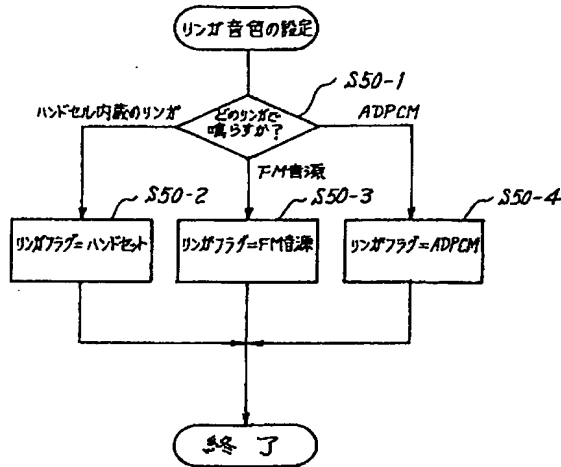 リンガ音色の設定
S50-1
どのリンガで
鳴らすか?
ハンドセル内蔵のリンガ
ADPCM
FM音源
S50-2
S50-3
S50-4
リンガフラグ=ハンドセット
リンガフラグ=FM音源
リンガフラグ=ADPCM
終了